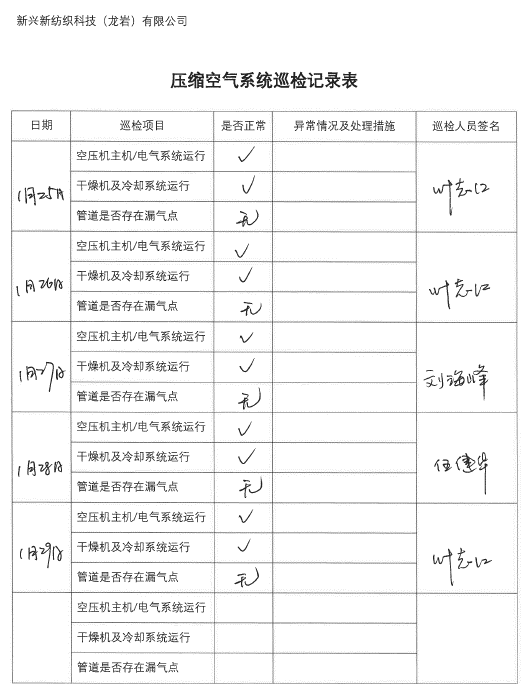 新兴新纺织科技（龙岩）有限公司
压缩空气系统巡检记录表
日期 巡检项目 是否正常 异常情况及处理措施 巡检人员签名
1月25日 空压机主机/电气系统运行 ✓ 叶志江
干燥机及冷却系统运行 ✓
管道是否存在漏气点 无
1月26日 空压机主机/电气系统运行 ✓ 叶志江
干燥机及冷却系统运行 ✓
管道是否存在漏气点 无
1月27日 空压机主机/电气系统运行 ✓ 刘海峰
干燥机及冷却系统运行 ✓
管道是否存在漏气点 无
1月28日 空压机主机/电气系统运行 ✓ 伍健华
干燥机及冷却系统运行 ✓
管道是否存在漏气点 无
1月29日 空压机主机/电气系统运行 ✓ 叶志江
干燥机及冷却系统运行 ✓
管道是否存在漏气点 无
空压机主机/电气系统运行
干燥机及冷却系统运行
管道是否存在漏气点